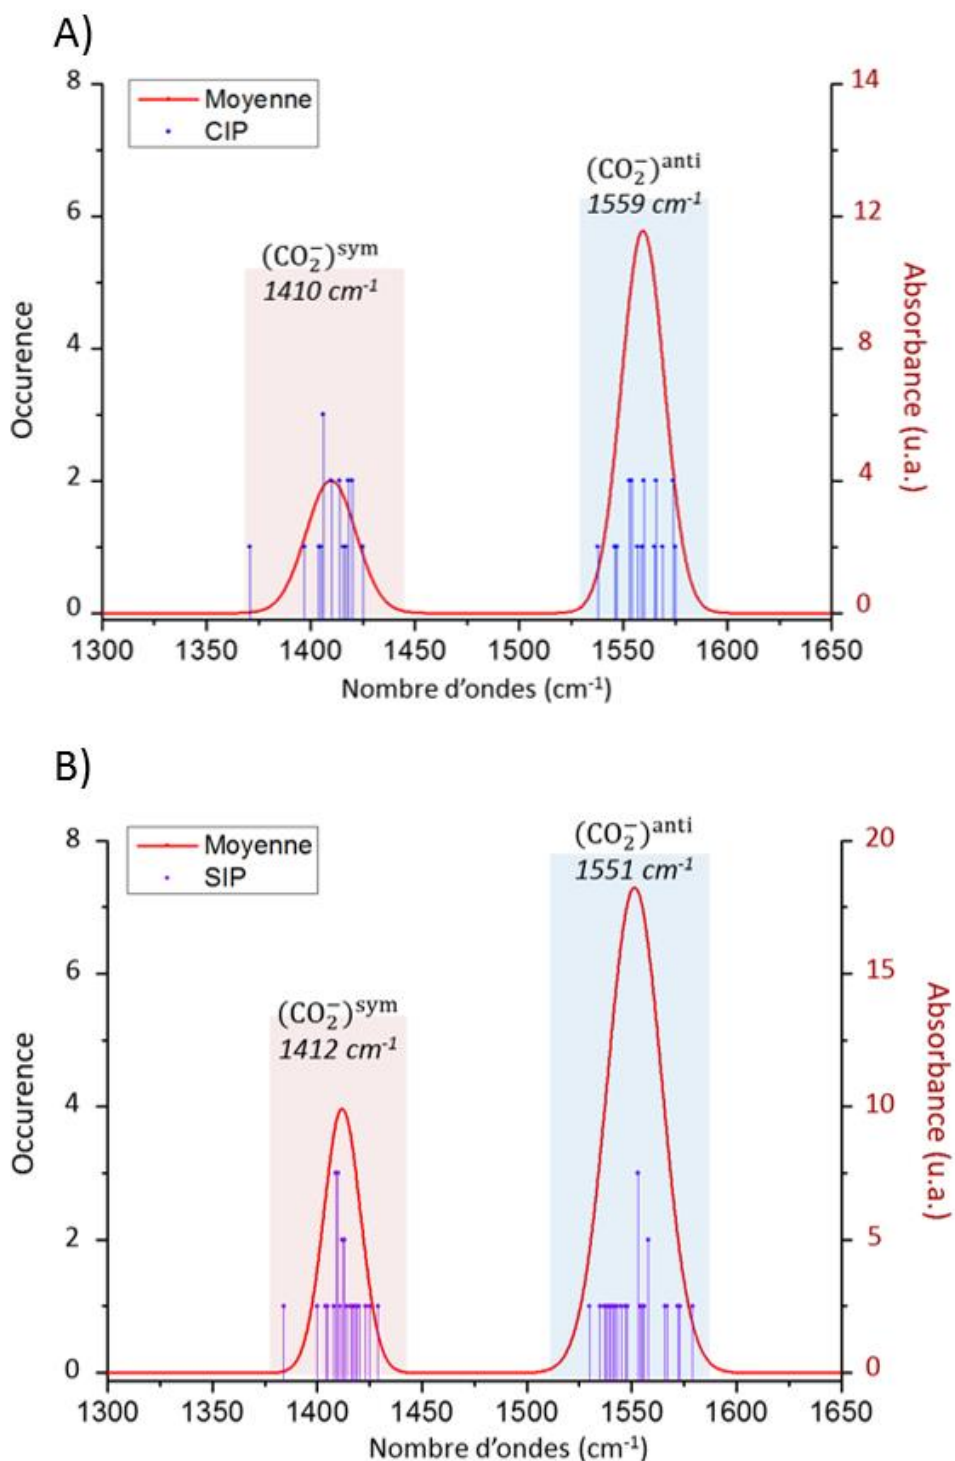 A)
8
14
Moyenne
CIP
(CO₂⁻)ᵃⁿᵗⁱ
1559 cm⁻¹
6
12
(CO₂⁻)ˢʸᵐ
1410 cm⁻¹
Occurence
Absorbance (u.a.)
4
8
2
4
0
0
1300 1350 1400 1450 1500 1550 1600 1650
Nombre d'ondes (cm⁻¹)
B)
8
20
Moyenne
SIP
(CO₂⁻)ᵃⁿᵗⁱ
1551 cm⁻¹
6
15
(CO₂⁻)ˢʸᵐ
1412 cm⁻¹
Occurence
Absorbance (u.a.)
4
10
2
5
0
0
1300 1350 1400 1450 1500 1550 1600 1650
Nombre d'ondes (cm⁻¹)